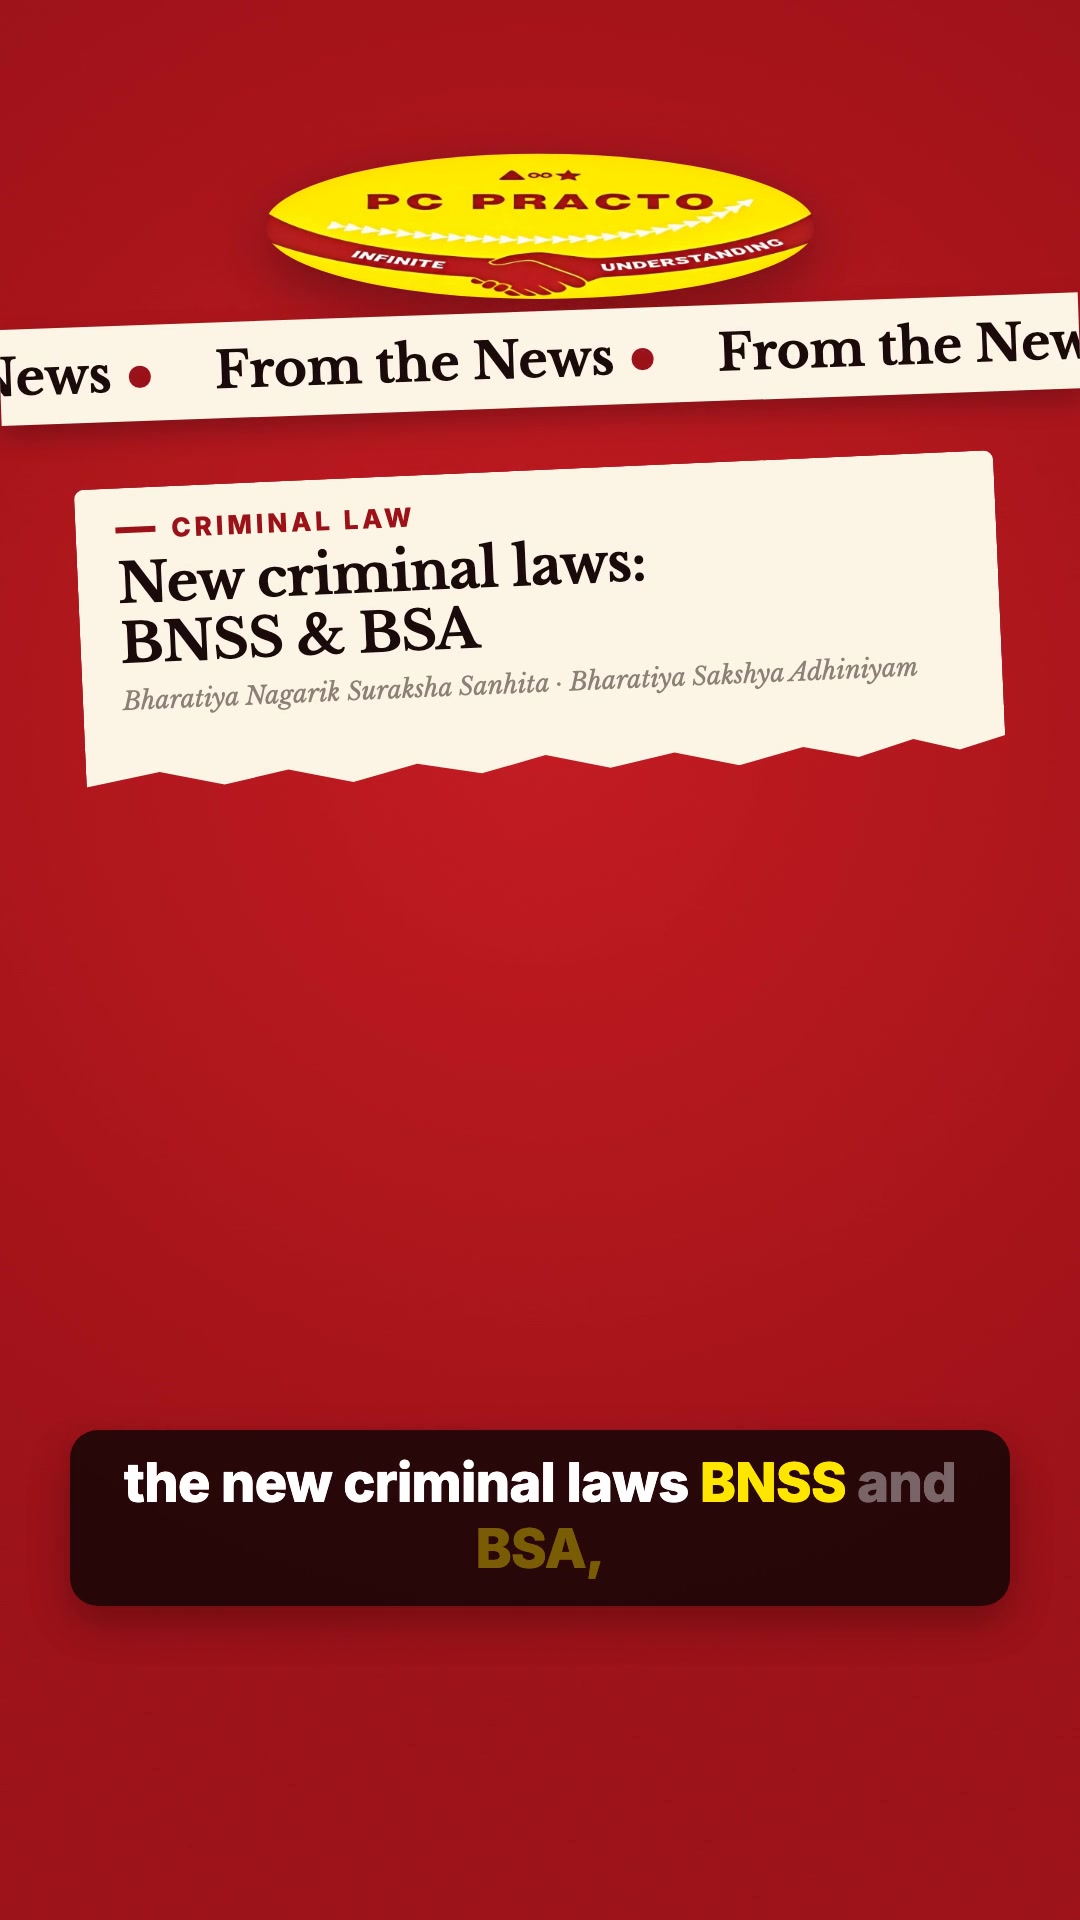 PC PRACTO
INFINITE UNDERSTANDING
News • From the News • From the New
CRIMINAL LAW
New criminal laws:
BNSS & BSA
Bharatiya Nagarik Suraksha Sanhita · Bharatiya Sakshya Adhiniyam
the new criminal laws BNSS and
BSA,